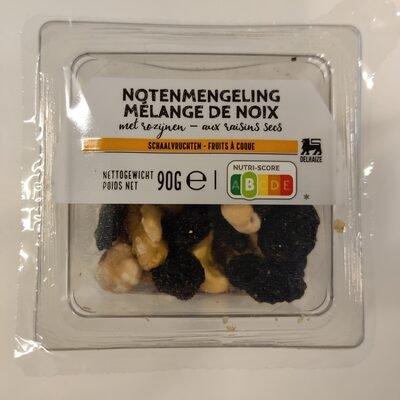 NOTENMENGELING
MÉLANGE DE NOIX
met rozijnen – aux raisins secs
SCHAALVRUCHTEN - FRUITS À COQUE
DELHAIZE
NETTOGEWICHT
POIDS NET
90G e
NUTRI-SCORE
A B C D E
*